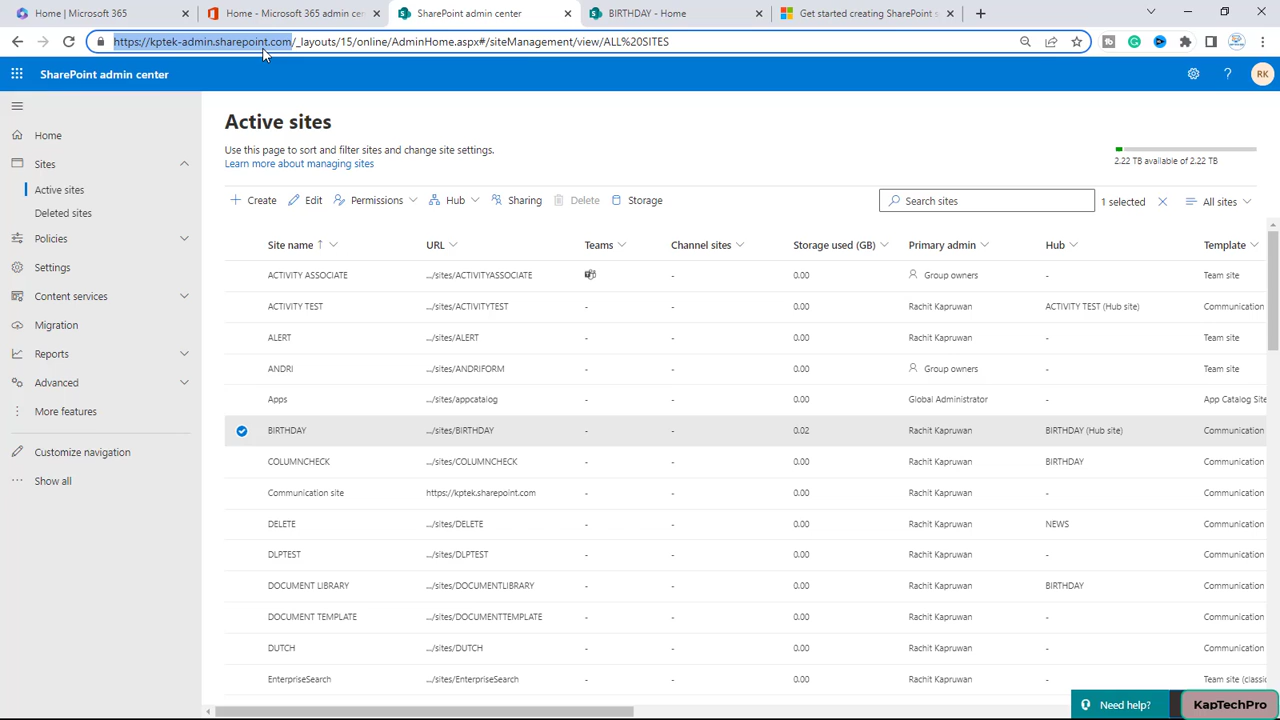 Home | Microsoft 365
Home - Microsoft 365 admin cen
SharePoint admin center
BIRTHDAY - Home
Get started creating SharePoint s
https://kptek-admin.sharepoint.com/_layouts/15/online/AdminHome.aspx#/siteManagement/view/ALL%20SITES
SharePoint admin center
RK
Home
Sites
Active sites
Deleted sites
Policies
Settings
Content services
Migration
Reports
Advanced
More features
Customize navigation
Show all
Active sites
Use this page to sort and filter sites and change site settings.
Learn more about managing sites
2.22 TB available of 2.22 TB
Create Edit Permissions Hub Sharing Delete Storage Search sites 1 selected All sites
Site name URL Teams Channel sites Storage used (GB) Primary admin Hub Template
ACTIVITY ASSOCIATE .../sites/ACTIVITYASSOCIATE - 0.00 Group owners - Team site
ACTIVITY TEST .../sites/ACTIVITYTEST - - 0.00 Rachit Kapruwan ACTIVITY TEST (Hub site) Communication
ALERT .../sites/ALERT - - 0.00 Rachit Kapruwan - Team site
ANDRI .../sites/ANDRIFORM - - 0.00 Group owners - Team site
Apps .../sites/appcatalog - - 0.00 Global Administrator - App Catalog Site
BIRTHDAY .../sites/BIRTHDAY - - 0.02 Rachit Kapruwan BIRTHDAY (Hub site) Communication
COLUMNCHECK .../sites/COLUMNCHECK - - 0.00 Rachit Kapruwan BIRTHDAY Communication
Communication site https://kptek.sharepoint.com - - 0.00 Rachit Kapruwan - Communication
DELETE .../sites/DELETE - - 0.00 Rachit Kapruwan NEWS Communication
DLPTEST .../sites/DLPTEST - - 0.00 Rachit Kapruwan - Communication
DOCUMENT LIBRARY .../sites/DOCUMENTLIBRARY - - 0.00 Rachit Kapruwan BIRTHDAY Communication
DOCUMENT TEMPLATE .../sites/DOCUMENTTEMPLATE - - 0.00 Rachit Kapruwan - Communication
DUTCH .../sites/DUTCH - - 0.00 Rachit Kapruwan - Communication
EnterpriseSearch .../sites/EnterpriseSearch - - 0.00 Rachit Kapruwan - Team site (classic
Need help?
KapTechPro